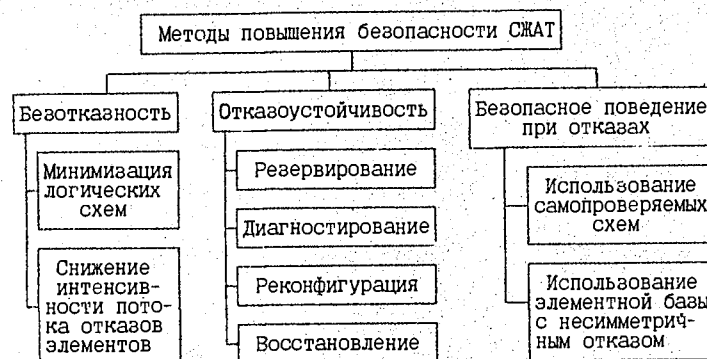 Методы повышения безопасности СЖАТ
Безотказность
Отказоустойчивость
Безопасное поведение
при отказах
Минимизация
логических
схем
Снижение
интенсив-
ности пото-
ка отказов
элементов
Резервирование
Диагностирование
Реконфигурация
Восстановление
Использование
самопроверяемых
схем
Использование
элементной базы
с несимметрич-
ным отказом